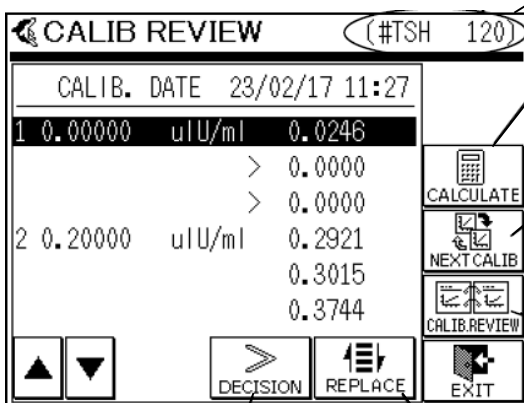 CALIB REVIEW (#TSH 120)
CALIB. DATE 23/02/17 11:27
1 0.00000 uIU/ml 0.0246
> 0.0000
> 0.0000
2 0.20000 uIU/ml 0.2921
0.3015
0.3744
CALCULATE
NEXT CALIB
CALIB.REVIEW
DECISION
REPLACE
EXIT